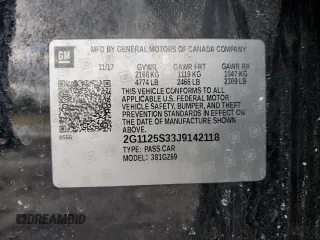 GM
MFD BY GENERAL MOTORS OF CANADA COMPANY
11/17 GVWR GAWR FRT GAWR RR
2166 KG 1119 KG 1047 KG
4774 LB 2466 LB 2309 LB
THIS VEHICLE CONFORMS TO ALL APPLICABLE
U.S. FEDERAL MOTOR
VEHICLE SAFETY, BUMPER, AND THEFT
PREVENTION STANDARDS IN EFFECT ON THE
DATE OF MANUFACTURE SHOWN ABOVE.
2G1125S33J9142118
TYPE: PASS CAR
MODEL:
DREAMBID